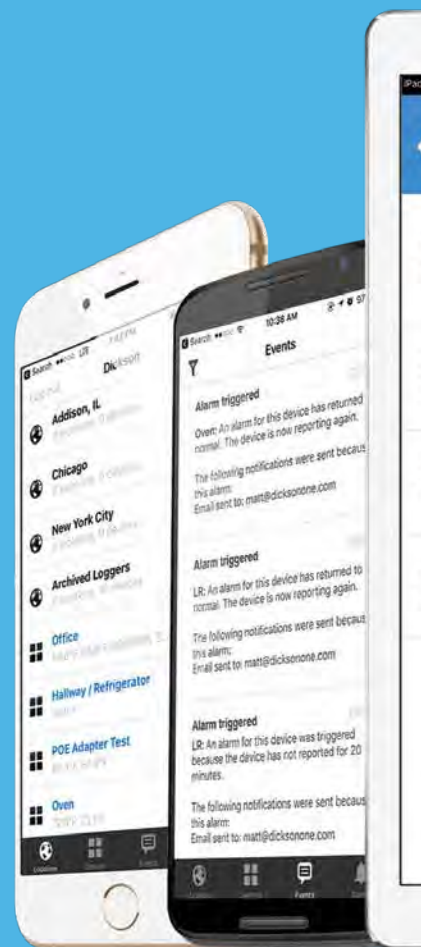 Search LTE
Dickson
Addison, IL
Chicago
New York City
Archived Loggers
Office
Hallway / Refrigerator
POE Adapter Test
Oven
Search 10:36 AM 97
Events
Alarm triggered
Oven: An alarm for this device has returned
normal. The device is now reporting again.
The following notifications were sent becaus
this alarm:
Email sent to: matt@dicksonone.com
Alarm triggered
LR: An alarm for this device has returned to
normal. The device is now reporting again.
The following notifications were sent becaus
this alarm:
Email sent to: matt@dicksonone.com
Alarm triggered
LR: An alarm for this device was triggered
because the device has not reported for 20
minutes.
The following notifications were sent becaus
this alarm:
Email sent to: matt@dicksonone.com
Events
iPad